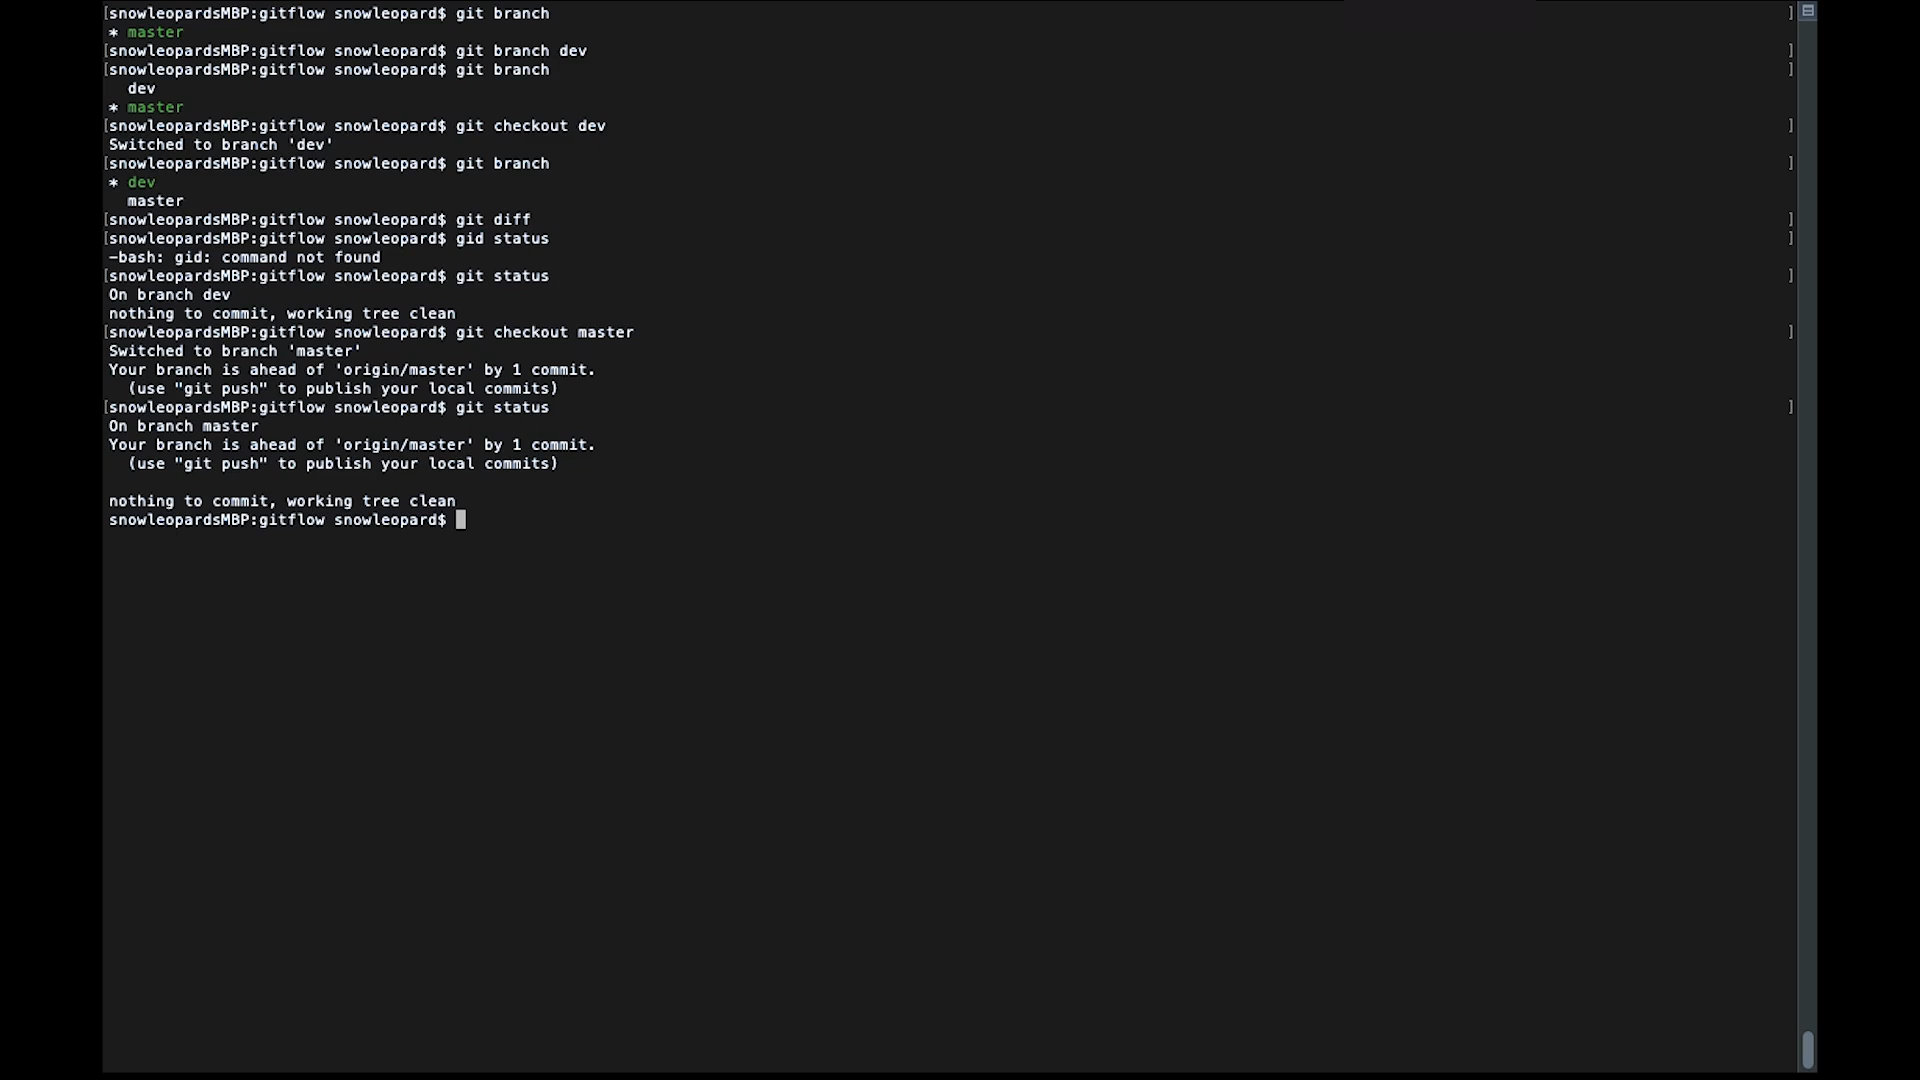 [snowleopardsMBP:gitflow snowleopard$ git branch ]
* master
[snowleopardsMBP:gitflow snowleopard$ git branch dev ]
[snowleopardsMBP:gitflow snowleopard$ git branch ]
  dev
* master
[snowleopardsMBP:gitflow snowleopard$ git checkout dev ]
Switched to branch 'dev'
[snowleopardsMBP:gitflow snowleopard$ git branch ]
* dev
  master
[snowleopardsMBP:gitflow snowleopard$ git diff ]
[snowleopardsMBP:gitflow snowleopard$ gid status ]
-bash: gid: command not found
[snowleopardsMBP:gitflow snowleopard$ git status ]
On branch dev
nothing to commit, working tree clean
[snowleopardsMBP:gitflow snowleopard$ git checkout master ]
Switched to branch 'master'
Your branch is ahead of 'origin/master' by 1 commit.
  (use "git push" to publish your local commits)
[snowleopardsMBP:gitflow snowleopard$ git status ]
On branch master
Your branch is ahead of 'origin/master' by 1 commit.
  (use "git push" to publish your local commits)
nothing to commit, working tree clean
snowleopardsMBP:gitflow snowleopard$